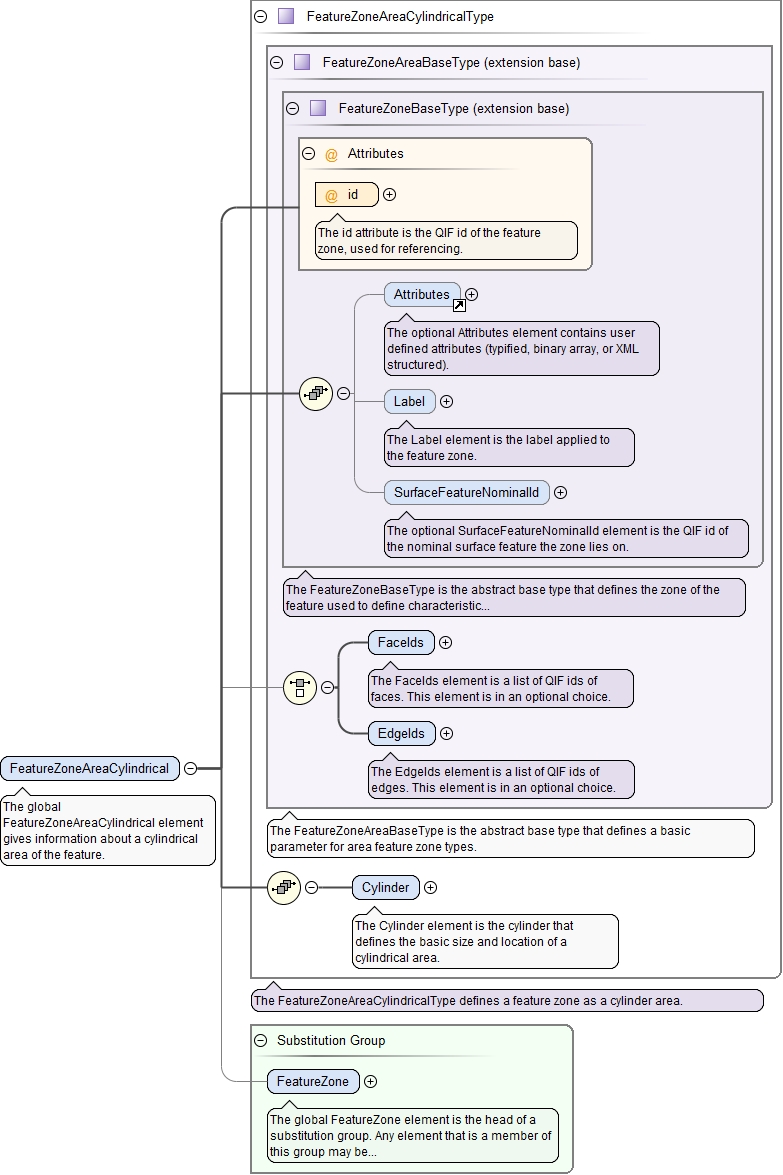 FeatureZoneAreaCylindricalType
FeatureZoneAreaBaseType (extension base)
FeatureZoneBaseType (extension base)
@ Attributes
@ id
The id attribute is the QIF id of the feature
zone, used for referencing.
Attributes
The optional Attributes element contains user
defined attributes (typified, binary array, or XML
structured).
Label
The Label element is the label applied to
the feature zone.
SurfaceFeatureNominalId
The optional SurfaceFeatureNominalId element is the QIF id of
the nominal surface feature the zone lies on.
The FeatureZoneBaseType is the abstract base type that defines the zone of the
feature used to define characteristic...
FaceIds
The FaceIds element is a list of QIF ids of
faces. This element is in an optional choice.
EdgeIds
The EdgeIds element is a list of QIF ids of
edges. This element is in an optional choice.
FeatureZoneAreaCylindrical
The global
FeatureZoneAreaCylindrical element
gives information about a cylindrical
area of the feature.
The FeatureZoneAreaBaseType is the abstract base type that defines a basic
parameter for area feature zone types.
Cylinder
The Cylinder element is the cylinder that
defines the basic size and location of a
cylindrical area.
The FeatureZoneAreaCylindricalType defines a feature zone as a cylinder area.
Substitution Group
FeatureZone
The global FeatureZone element is the head of a
substitution group. Any element that is a member of
this group may be...